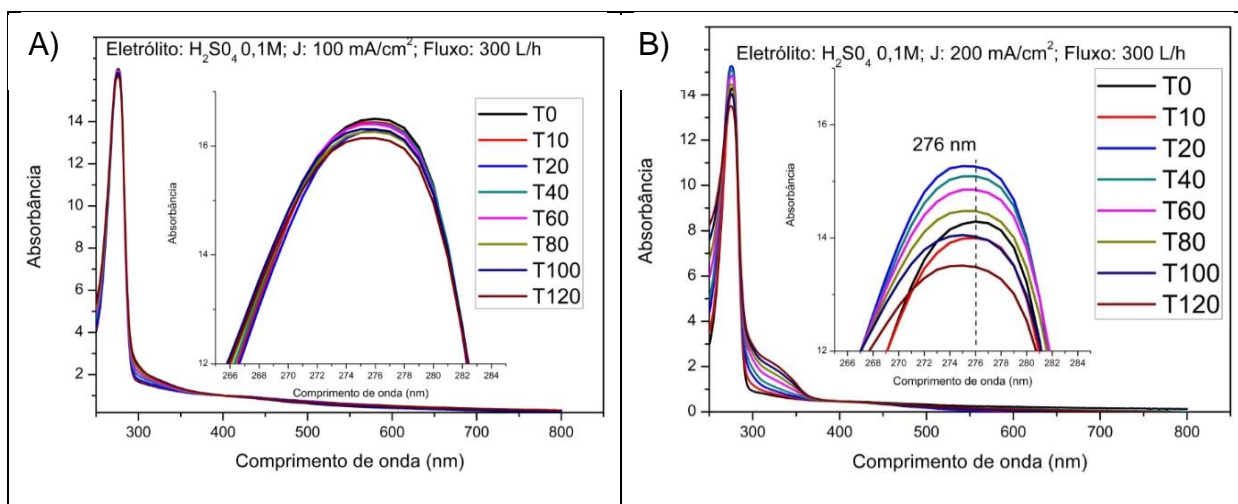 A)
Eletrólito: H₂SO₄ 0,1M; J: 100 mA/cm²; Fluxo: 300 L/h
Absorbância
14
12
10
8
6
4
2
300
400
500
600
700
800
Comprimento de onda (nm)
Absorbância
16
14
12
266
268
270
272
274
276
278
280
282
284
Comprimento de onda (nm)
T0
T10
T20
T40
T60
T80
T100
T120
B)
Eletrólito: H₂SO₄ 0,1M; J: 200 mA/cm²; Fluxo: 300 L/h
Absorbância
14
12
10
8
6
4
2
0
300
400
500
600
700
800
Comprimento de onda (nm)
Absorbância
16
14
12
266
268
270
272
274
276
278
280
282
284
Comprimento de onda (nm)
276 nm
T0
T10
T20
T40
T60
T80
T100
T120